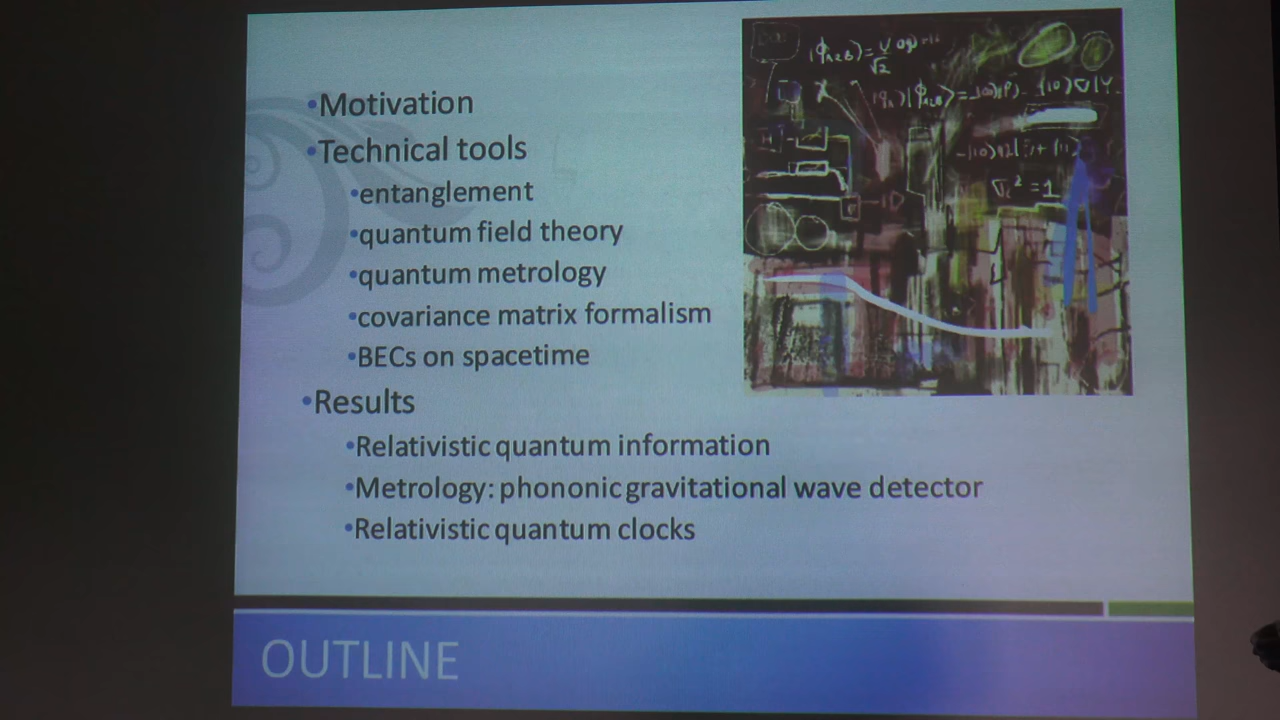 •Motivation
•Technical tools
•entanglement
•quantum field theory
•quantum metrology
•covariance matrix formalism
•BECs on spacetime
•Results
•Relativistic quantum information
•Metrology: phononic gravitational wave detector
•Relativistic quantum clocks
OUTLINE